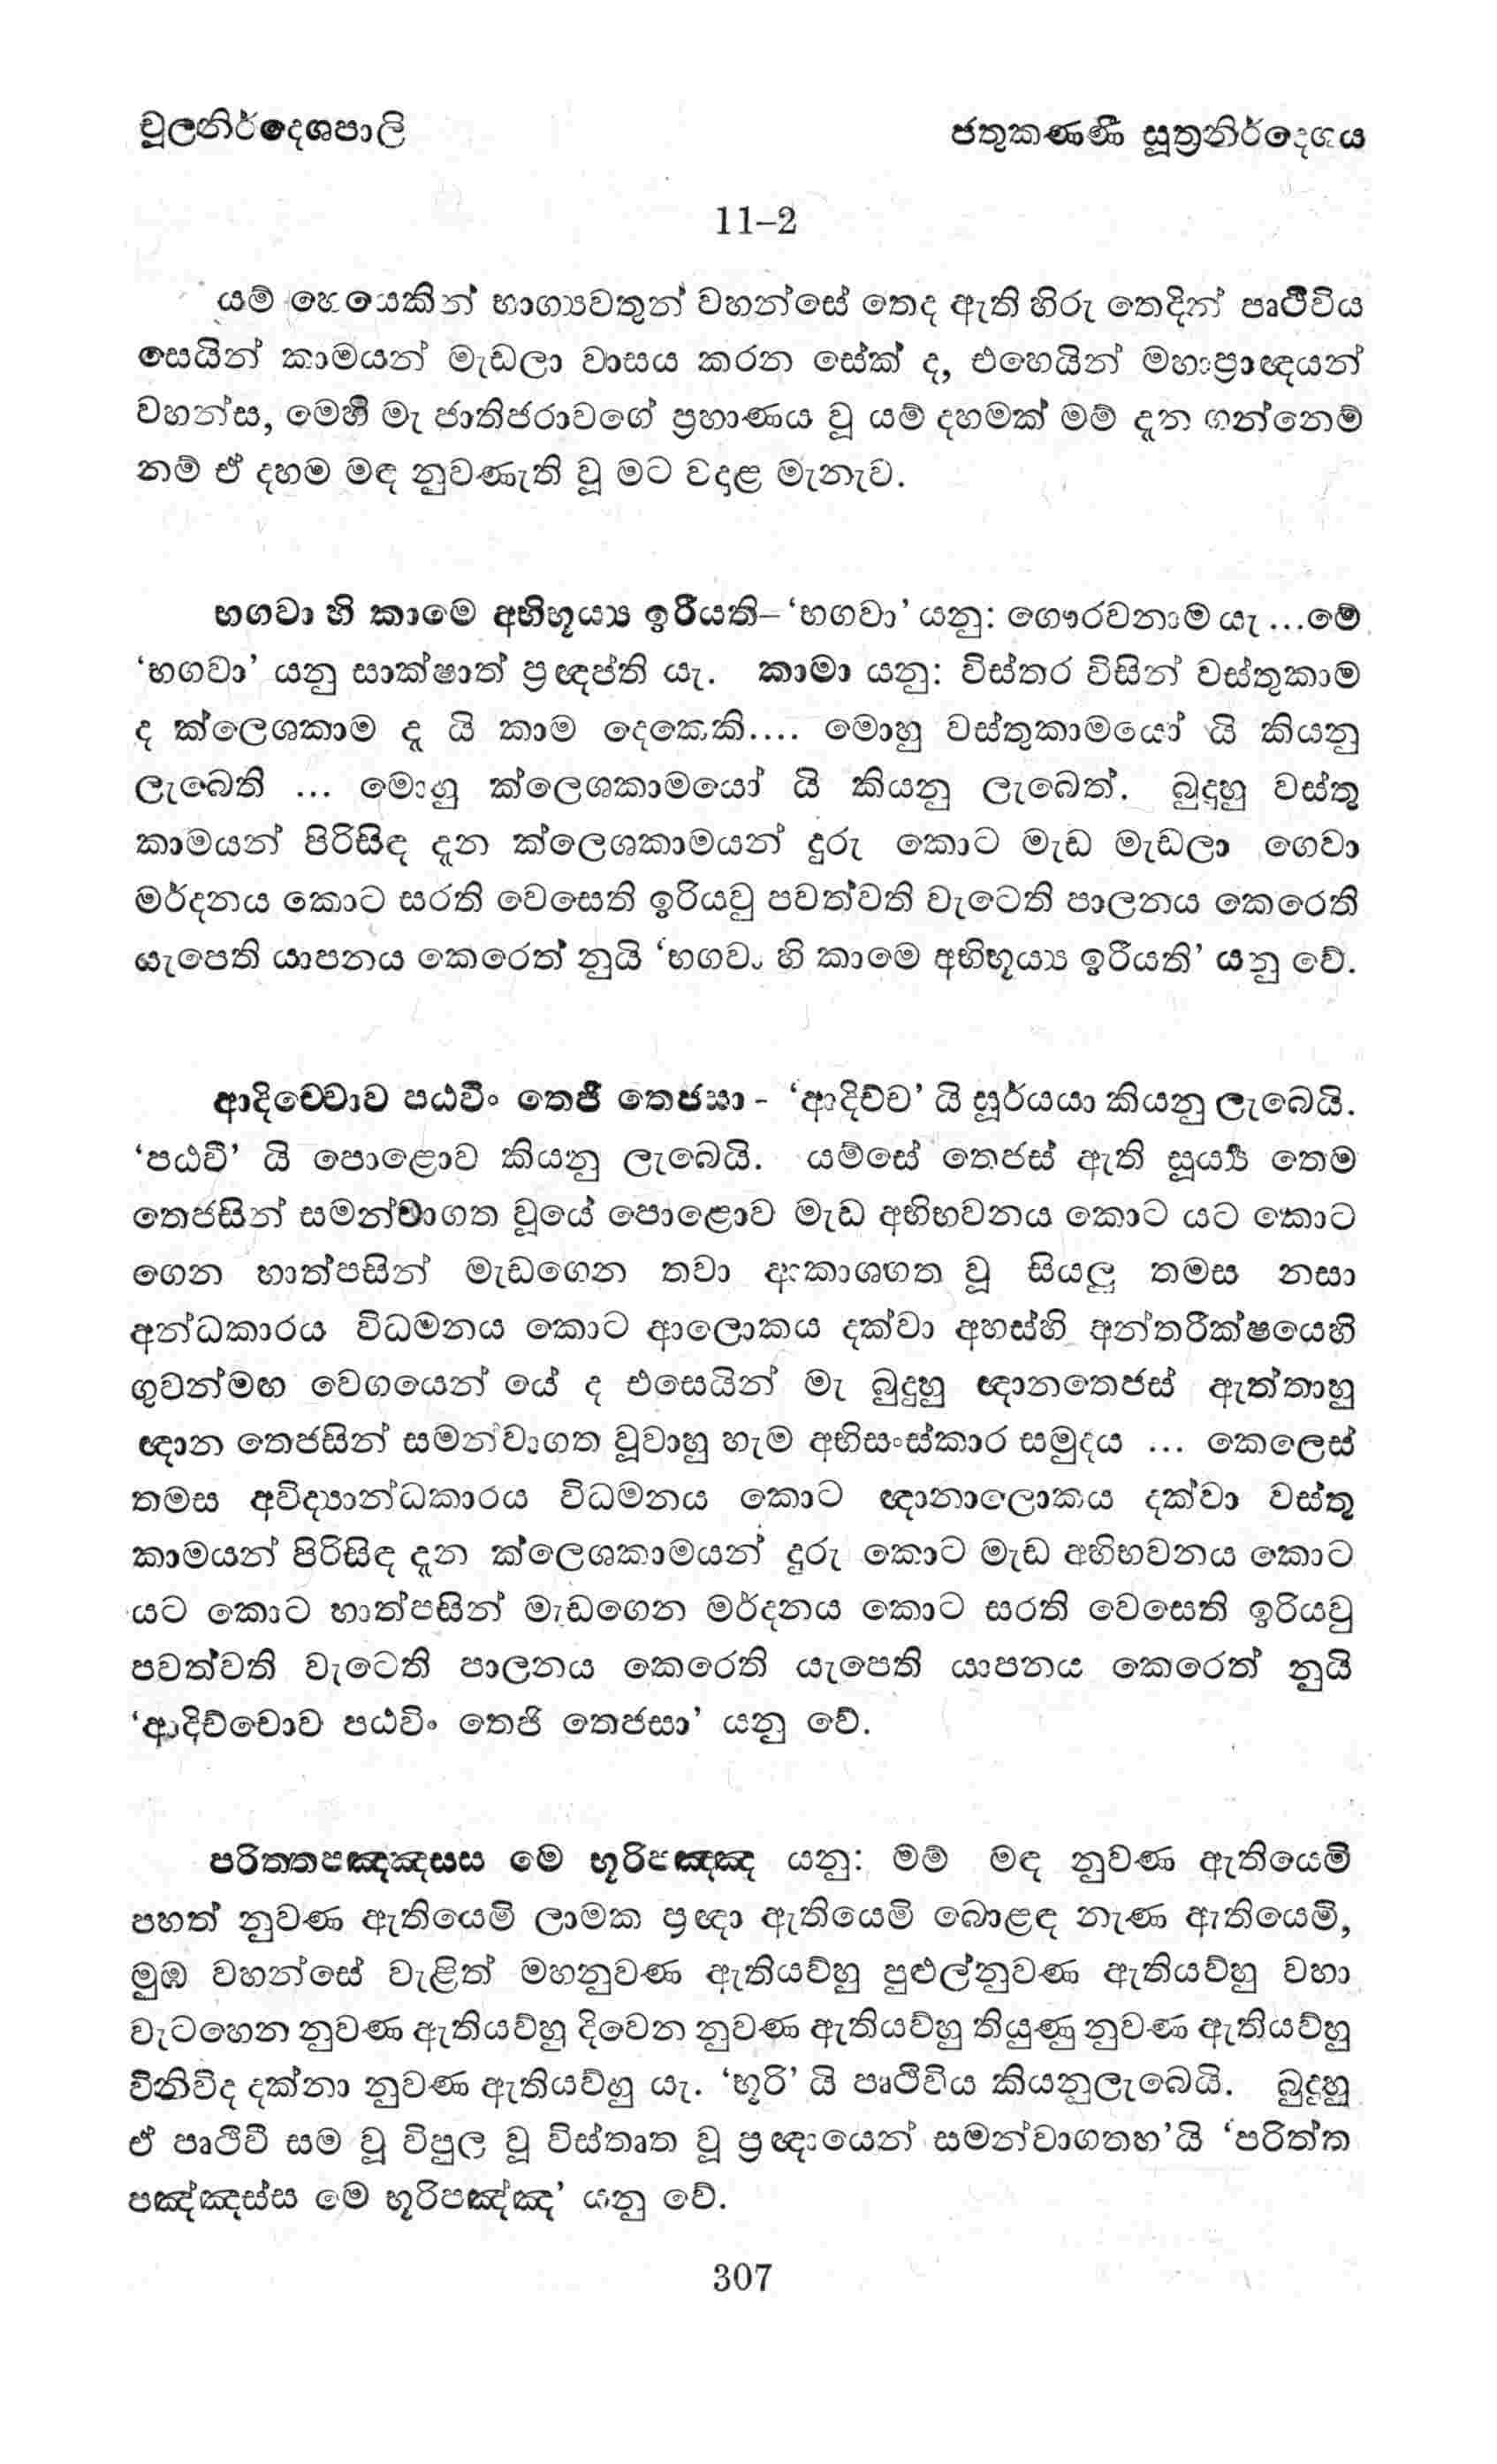 චූලනිර්දෙශපාලි
ජතුකණ්ණී සූත්‍රනිර්දෙශය
11–2
යම් හෙයෙකින් භාග්‍යවතුන් වහන්සේ තෙද ඇති හිරු තෙදින් පෘථිවිය
සෙයින් කාමයන් මැඩලා වාසය කරන සේක් ද, එහෙයින් මහාප්‍රාඥයන්
වහන්ස, මෙහි මැ ජාතිජරාවගේ ප්‍රහාණය වූ යම් දහමක් මම් දැන ගන්නෙම්
නම් ඒ දහම මඳ නුවණැති වූ මට වදාළ මැනැව.
භගවා හි කාමෙ අභිභූය්‍ය ඉරීයති– ‘භගවා’ යනු: ගෞරවනාම යැ ...මේ
‘භගවා’ යනු සාක්ෂාත් ප්‍රඥප්ති යැ. කාමා යනු: විස්තර විසින් වස්තුකාම
ද ක්ලෙශකාම ද යි කාම දෙකෙකි.... මොහු වස්තුකාමයෝ යි කියනු
ලැබෙති ... මොහු ක්ලෙශකාමයෝ යි කියනු ලැබෙත්. බුදුහු වස්තු
කාමයන් පිරිසිඳ දැන ක්ලෙශකාමයන් දුරු කොට මැඩ මැඩලා ගෙවා
මර්දනය කොට සරති වෙසෙති ඉරියවු පවත්වති වැටෙති පාලනය කෙරෙති
යැපෙති යාපනය කෙරෙත් නුයි ‘භගවා හි කාමෙ අභිභූය්‍ය ඉරීයති’ යනු වේ.
ආදිච්චොව පඨවිං තෙජී තෙජසා - ‘ආදිච්ච’ යි සූර්යයා කියනු ලැබෙයි.
‘පඨවී’ යි පොළොව කියනු ලැබෙයි. යම්සේ තෙජස් ඇති සූර්‍ය්‍ය තෙම
තෙජසින් සමන්වාගත වූයේ පොළොව මැඩ අභිභවනය කොට යට කොට
ගෙන හාත්පසින් මැඩගෙන තවා ආකාශගත වූ සියලු තමස නසා
අන්ධකාරය විධමනය කොට ආලොකය දක්වා අහස්හි අන්තරීක්ෂයෙහි
ගුවන්මඟ වෙගයෙන් යේ ද එසෙයින් මැ බුදුහු ඥානතෙජස් ඇත්තාහු
ඥාන තෙජසින් සමන්වාගත වූවාහු හැම අභිසංස්කාර සමුදය ... කෙලෙස්
තමස අවිද්‍යාන්ධකාරය විධමනය කොට ඥානාලොකය දක්වා වස්තු
කාමයන් පිරිසිඳ දැන ක්ලෙශකාමයන් දුරු කොට මැඩ අභිභවනය කොට
යට කොට හාත්පසින් මැඩගෙන මර්දනය කොට සරති වෙසෙති ඉරියවු
පවත්වති වැටෙති පාලනය කෙරෙති යැපෙති යාපනය කෙරෙත් නුයි
‘ආදිච්චොව පඨවිං තෙජි තෙජසා’ යනු වේ.
පරිත්තපඤ්ඤස්ස මෙ භූරිපඤ්ඤ යනු: මම් මඳ නුවණ ඇතියෙමි
පහත් නුවණ ඇතියෙමි ලාමක ප්‍රඥා ඇතියෙමි බොළඳ නැණ ඇතියෙමි,
මුඹ වහන්සේ වැළිත් මහනුවණ ඇතියව්හු පුළුල්නුවණ ඇතියව්හු වහා
වැටහෙන නුවණ ඇතියව්හු දිවෙන නුවණ ඇතියව්හු තියුණු නුවණ ඇතියව්හු
විනිවිද දක්නා නුවණ ඇතියව්හු යැ. ‘භූරි’ යි පෘථිවිය කියනුලැබෙයි. බුදුහු
ඒ පෘථිවි සම වූ විපුල වූ විස්තෘත වූ ප්‍රඥායෙන් සමන්වාගතහ’යි ‘පරිත්ත
පඤ්ඤස්ස මෙ භූරිපඤ්ඤ’ යනු වේ.
307